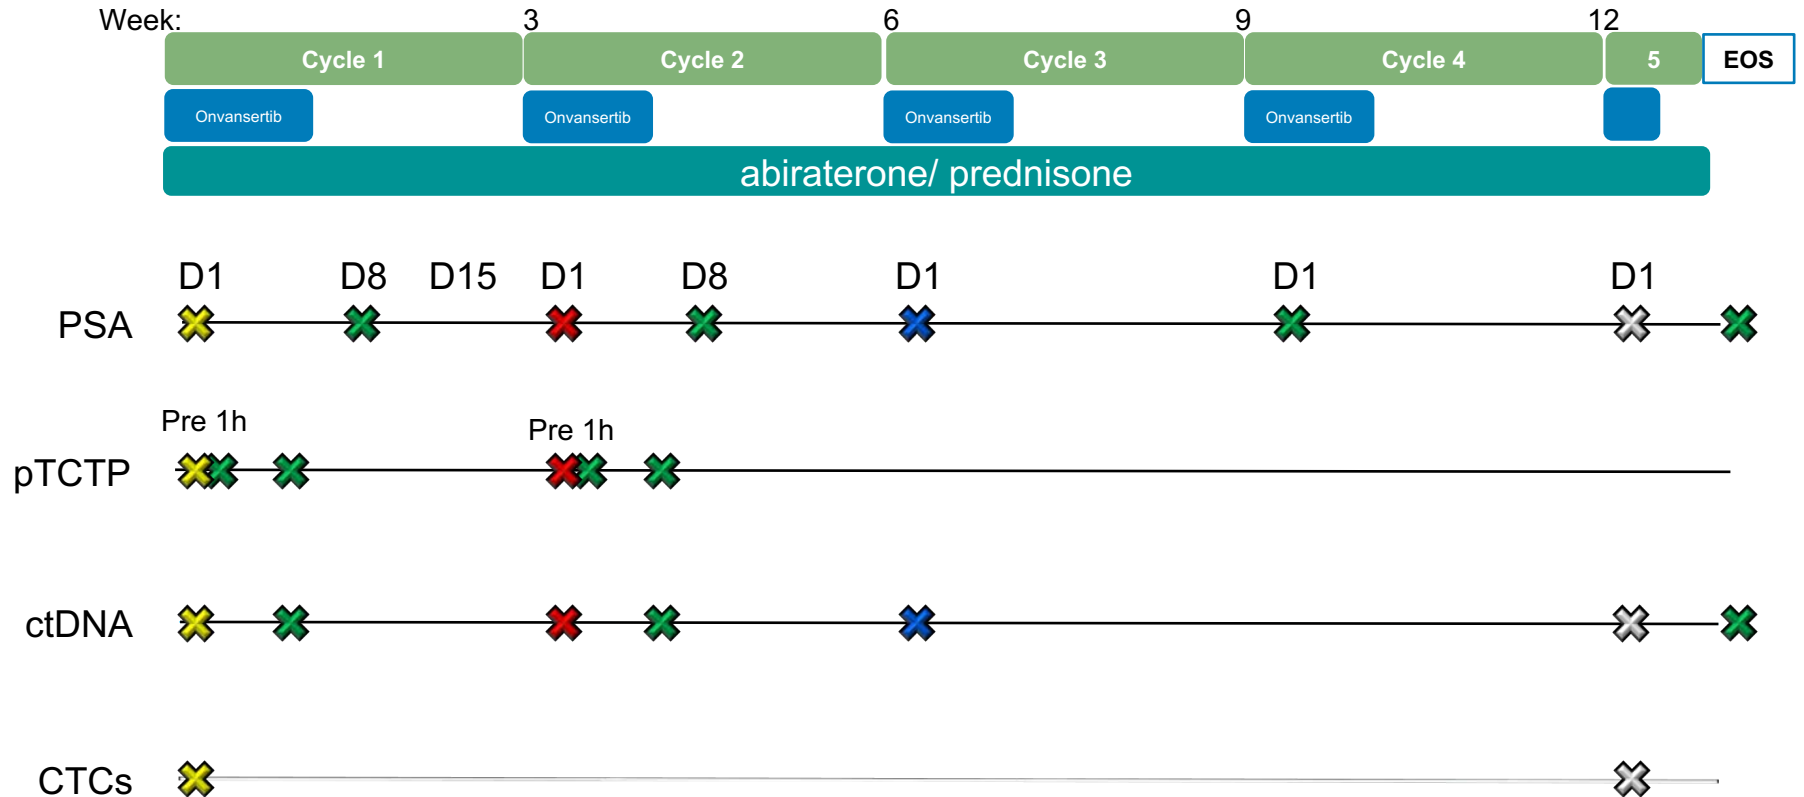 Week: 3 6 9 12
Cycle 1 Cycle 2 Cycle 3 Cycle 4 5 EOS
Onvansertib Onvansertib Onvansertib Onvansertib
abiraterone/ prednisone
D1 D8 D15 D1 D8 D1 D1 D1
PSA
Pre 1h Pre 1h
pTCTP
ctDNA
CTCs